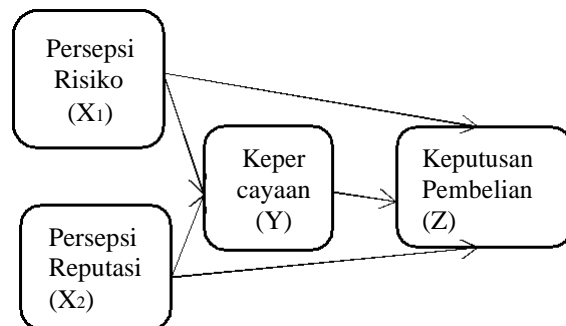 Persepsi
Risiko
(X1)
Keper
cayaan
(Y)
Keputusan
Pembelian
(Z)
Persepsi
Reputasi
(X2)